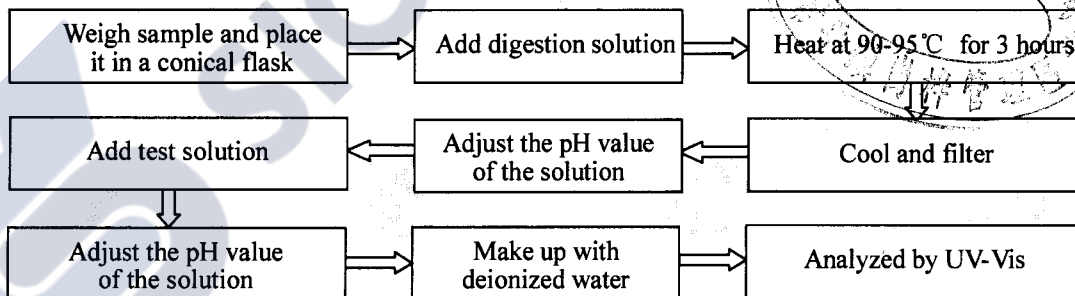 Weigh sample and place
it in a conical flask
Add digestion solution
Heat at 90-95℃ for 3 hours
Cool and filter
Adjust the pH value
of the solution
Add test solution
Adjust the pH value
of the solution
Make up with
deionized water
Analyzed by UV-Vis